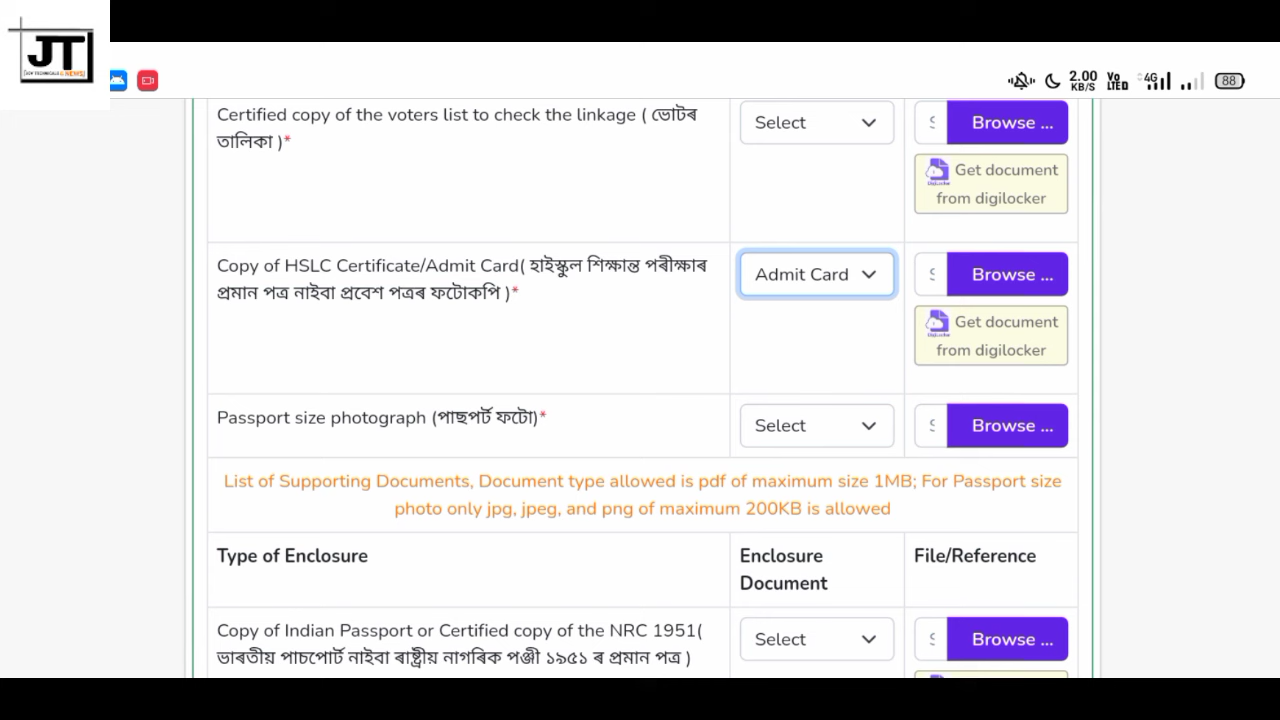 JT
2.00
KB/S
Vo
LTE
4G
88
Certified copy of the voters list to check the linkage ( ভোটৰ
তালিকা )*
Select
Browse ...
Get document
from digilocker
Copy of HSLC Certificate/Admit Card( হাইস্কুল শিক্ষান্ত পৰীক্ষাৰ
প্ৰমান পত্ৰ নাইবা প্ৰবেশ পত্ৰৰ ফটোকপি )*
Admit Card
Browse ...
Get document
from digilocker
Passport size photograph (পাছপৰ্ট ফটো)*
Select
Browse ...
List of Supporting Documents, Document type allowed is pdf of maximum size 1MB; For Passport size
photo only jpg, jpeg, and png of maximum 200KB is allowed
Type of Enclosure
Enclosure
Document
File/Reference
Copy of Indian Passport or Certified copy of the NRC 1951(
ভাৰতীয় পাচপোৰ্ট নাইবা ৰাষ্ট্ৰীয় নাগৰিক পঞ্জী ১৯৫১ ৰ প্ৰমান পত্ৰ )
Select
Browse ...